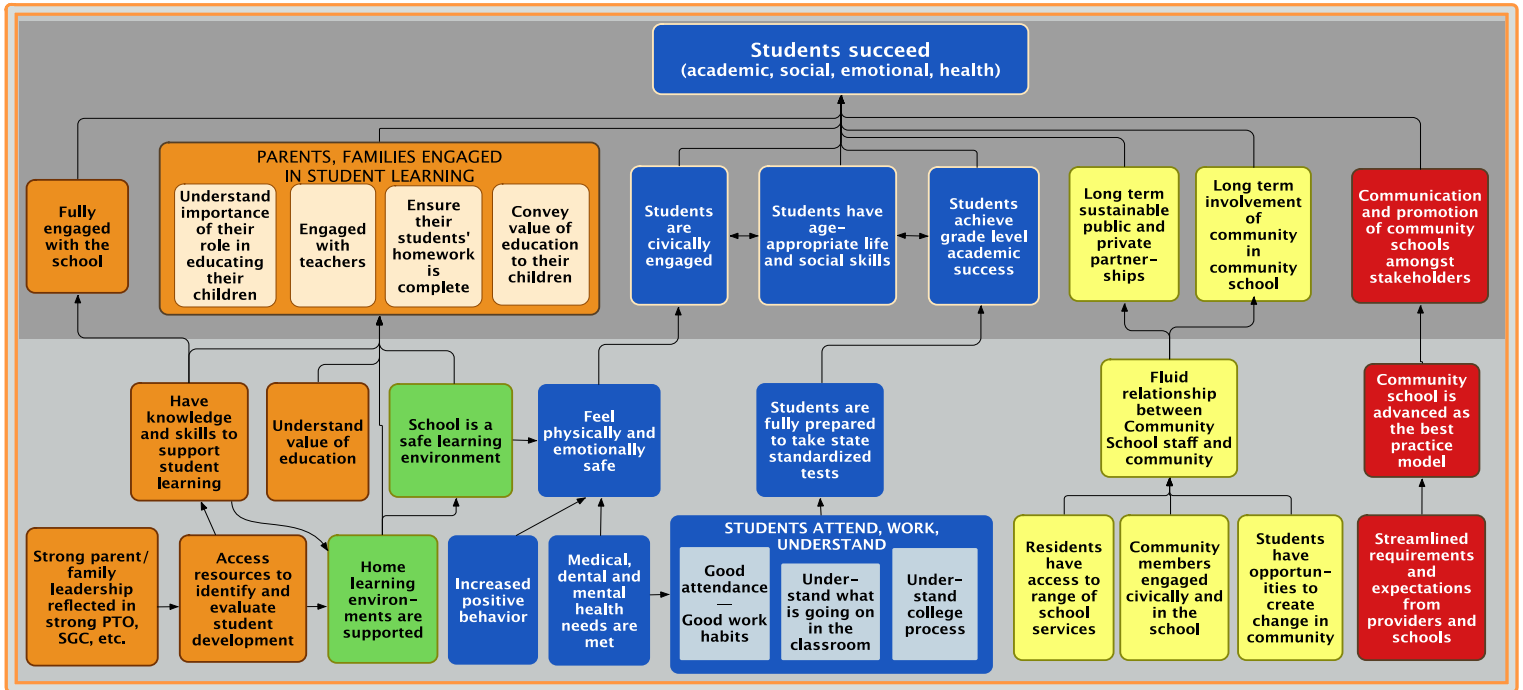 Students succeed
(academic, social, emotional, health)
Fully
engaged
with the
school
PARENTS, FAMILIES ENGAGED
IN STUDENT LEARNING
Understand
importance
of their
role in
educating
their
children
Engaged
with
teachers
Ensure
their
students'
homework
is
complete
Convey
value of
education
to their
children
Students
are
civically
engaged
Students have
age-
appropriate life
and social skills
Students
achieve
grade level
academic
success
Long term
sustainable
public and
private
partner-
ships
Long term
involvement
of
community
in
community
school
Communication
and promotion
of community
schools
amongst
stakeholders
Have
knowledge
and skills to
support
student
learning
Understand
value of
education
School is a
safe learning
environment
Feel
physically and
emotionally
safe
Students are
fully prepared
to take state
standardized
tests
Fluid
relationship
between
Community
School staff and
community
Community
school is
advanced as
the best
practice
model
Strong parent/
family
leadership
reflected in
strong PTO,
SGC, etc.
Access
resources to
identify and
evaluate
student
development
Home
learning
environ-
ments are
supported
Increased
positive
behavior
Medical,
dental and
mental
health
needs are
met
STUDENTS ATTEND, WORK,
UNDERSTAND
Good
attendance
—
Good work
habits
Under-
stand what
is going on
in the
classroom
Under-
stand
college
process
Residents
have
access to
range of
school
services
Community
members
engaged
civically and
in the
school
Students
have
opportun-
ities to
create
change in
community
Streamlined
requirements
and
expectations
from
providers and
schools